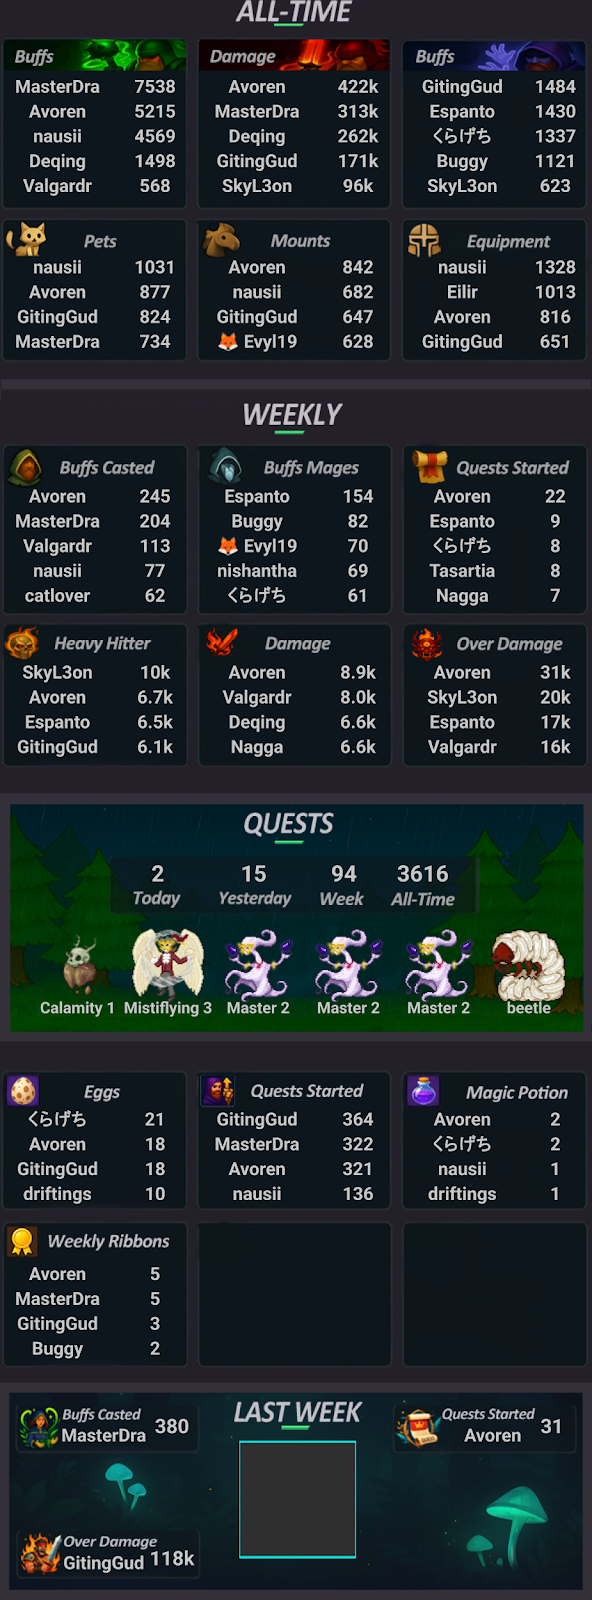 ALL-TIME
Buffs
MasterDra 7538
Avoren 5215
nausii 4569
Deqing 1498
Valgardr 568
Damage
Avoren 422k
MasterDra 313k
Deqing 262k
GitingGud 171k
SkyL3on 96k
Buffs
GitingGud 1484
Espanto 1430
くらげち 1337
Buggy 1121
SkyL3on 623
Pets
nausii 1031
Avoren 877
GitingGud 824
MasterDra 734
Mounts
Avoren 842
nausii 682
GitingGud 647
🦊 Evyl19 628
Equipment
nausii 1328
Eilir 1013
Avoren 816
GitingGud 651
WEEKLY
Buffs Casted
Avoren 245
MasterDra 204
Valgardr 113
nausii 77
catlover 62
Buffs Mages
Espanto 154
Buggy 82
🦊 Evyl19 70
nishantha 69
くらげち 61
Quests Started
Avoren 22
Espanto 9
くらげち 8
Tasartia 8
Nagga 7
Heavy Hitter
SkyL3on 10k
Avoren 6.7k
Espanto 6.5k
GitingGud 6.1k
Damage
Avoren 8.9k
Valgardr 8.0k
Deqing 6.6k
Nagga 6.6k
Over Damage
Avoren 31k
SkyL3on 20k
Espanto 17k
Valgardr 16k
QUESTS
2 15 94 3616
Today Yesterday Week All-Time
Calamity 1 Mistiflying 3 Master 2 Master 2 Master 2 beetle
Eggs
くらげち 21
Avoren 18
GitingGud 18
driftings 10
Quests Started
GitingGud 364
MasterDra 322
Avoren 321
nausii 136
Magic Potion
Avoren 2
くらげち 2
nausii 1
driftings 1
Weekly Ribbons
Avoren 5
MasterDra 5
GitingGud 3
Buggy 2
LAST WEEK
Buffs Casted
MasterDra 380
Quests Started
Avoren 31
Over Damage
GitingGud 118k